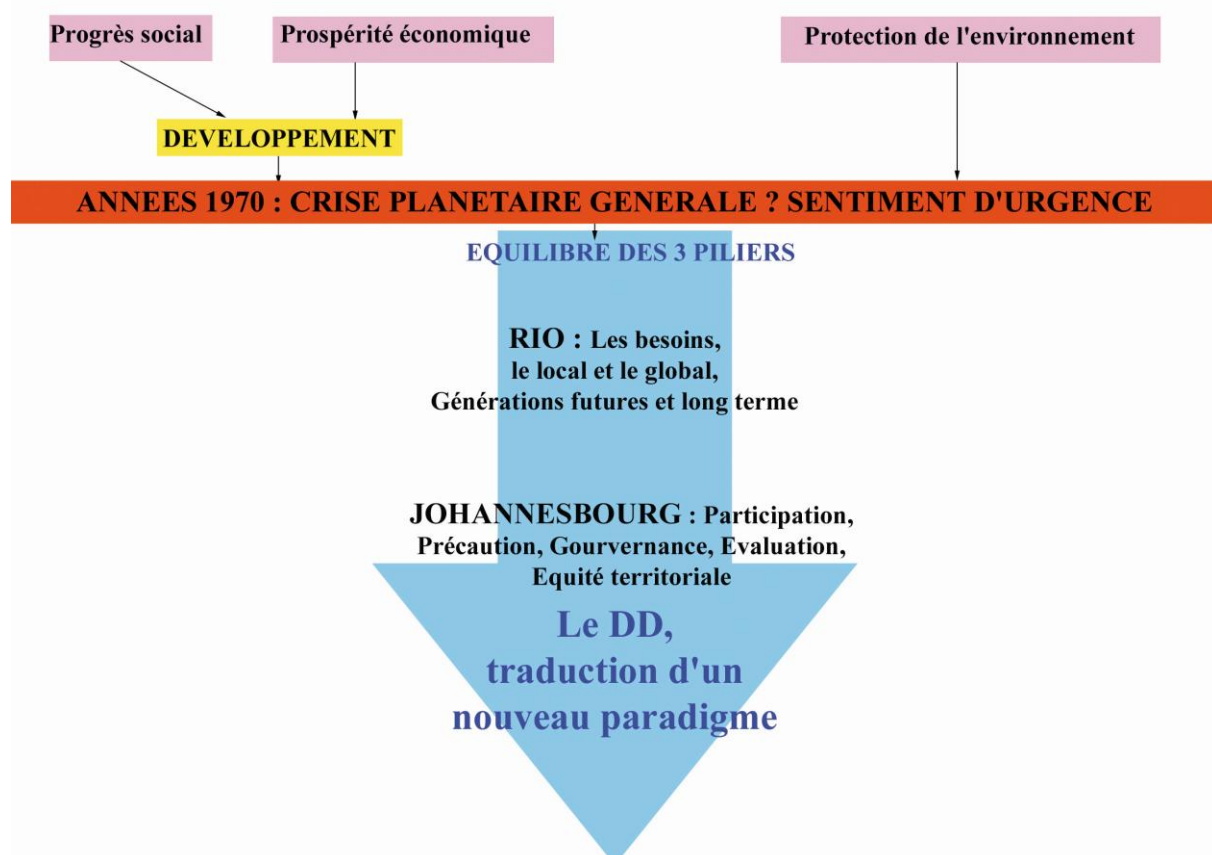 Progrès social
Prospérité économique
Protection de l'environnement
DEVELOPPEMENT
ANNEES 1970 : CRISE PLANETAIRE GENERALE ? SENTIMENT D'URGENCE
EQUILIBRE DES 3 PILIERS
RIO : Les besoins,
le local et le global,
Générations futures et long terme
JOHANNESBOURG : Participation,
Précaution, Gourvernance, Evaluation,
Equité territoriale
Le DD,
traduction d'un
nouveau paradigme